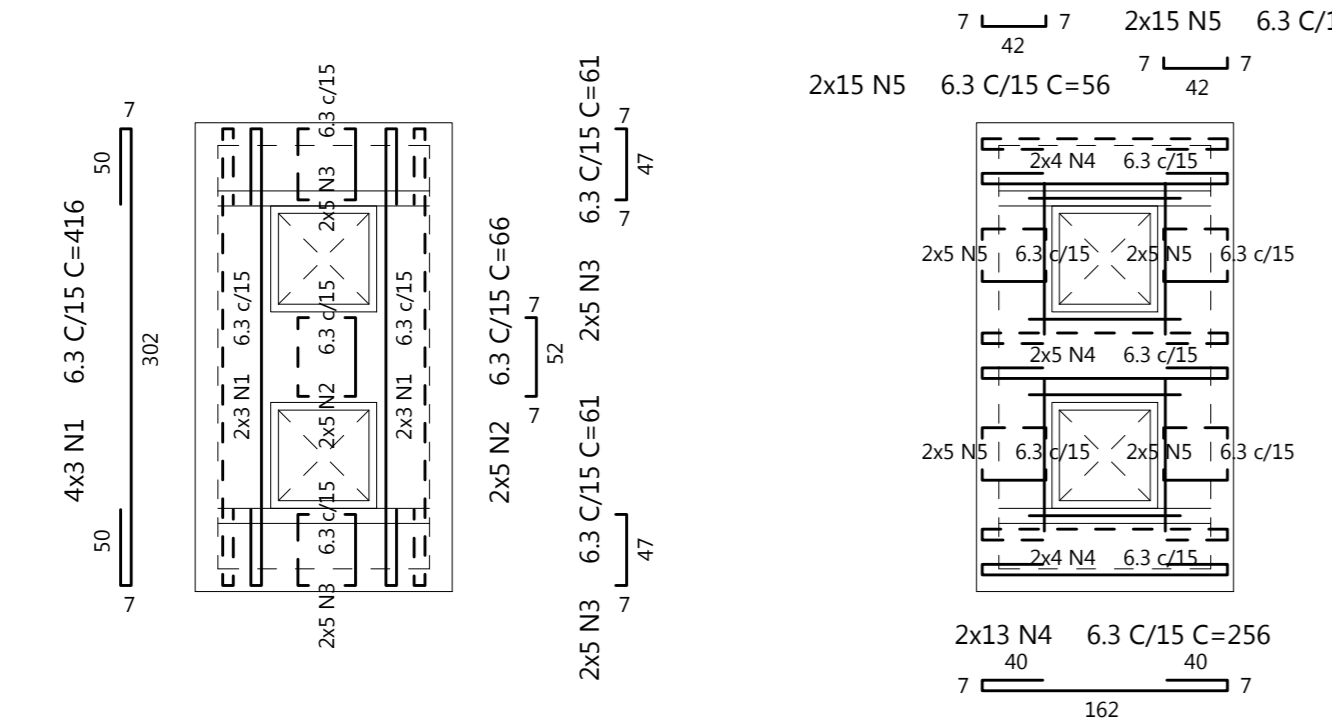 7 7 2x15 N5 6.3 C/1
42
7 7
42
2x15 N5 6.3 C/15 C=56
7
50
4x3 N1 6.3 C/15 C=416
302
50
7
6.3 c/15
2x5 N3
2x3 N1 6.3 c/15
6.3 c/15
2x5 N2
2x3 N1 6.3 c/15
6.3 c/15
2x5 N3
2x5 N2 6.3 C/15 C=66
7
52
7
2x5 N3 6.3 C/15 C=61
7
47
7
2x5 N3 6.3 C/15 C=61
47
7
2x4 N4 6.3 c/15
2x5 N5 6.3 c/15 2x5 N5 6.3 c/15
2x5 N4 6.3 c/15
2x5 N5 6.3 c/15 2x5 N5 6.3 c/15
2x4 N4 6.3 c/15
2x13 N4 6.3 C/15 C=256
40 40
7 7
162